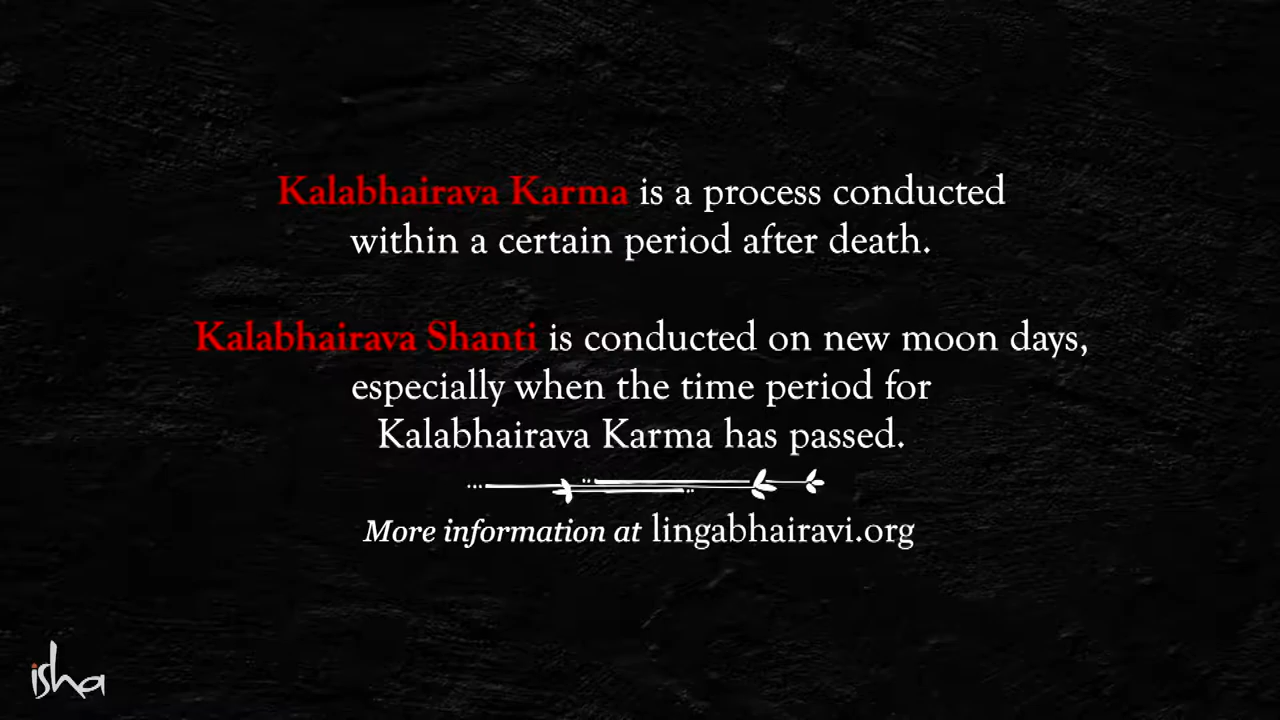 Kalabhairava Karma is a process conducted
within a certain period after death.
Kalabhairava Shanti is conducted on new moon days,
especially when the time period for
Kalabhairava Karma has passed.
More information at lingabhairavi.org
isha